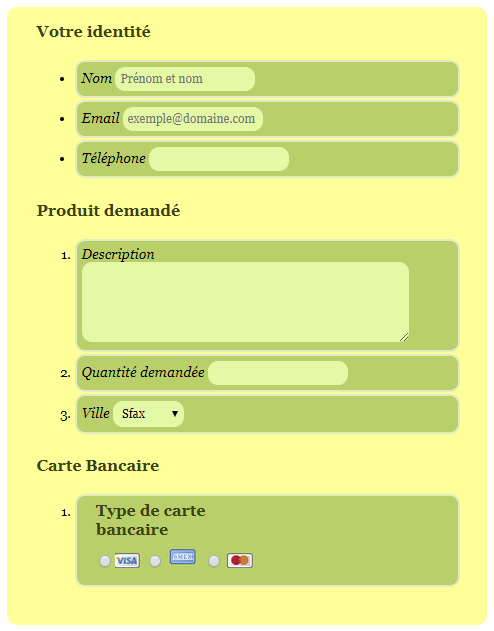 Votre identité
• Nom Prénom et nom
• Email exemple@domaine.com
• Téléphone
Produit demandé
1. Description
2. Quantité demandée
3. Ville Sfax
Carte Bancaire
1. Type de carte
bancaire
VISA AMEX